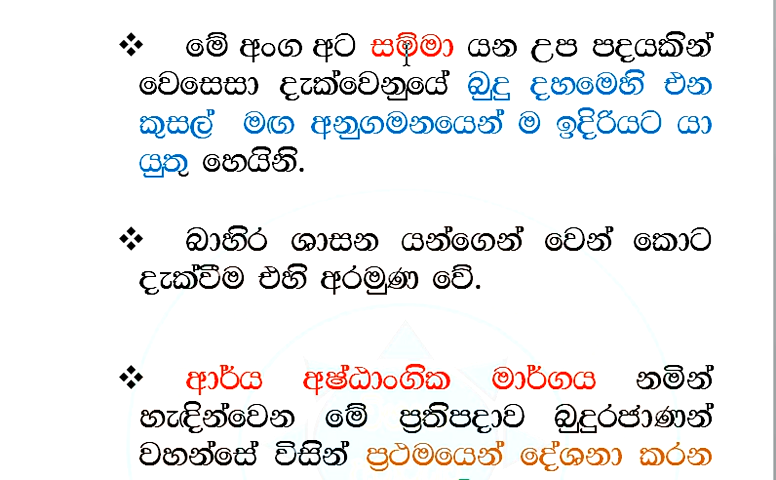 ❖ මේ අංග අට සම්මා යන උප පදයකින්
වෙසෙසා දැක්වෙනුයේ බුදු දහමෙහි එන
කුසල් මඟ අනුගමනයෙන් ම ඉදිරියට යා
යුතු හෙයිනි.
❖ බාහිර ශාසන යන්ගෙන් වෙන් කොට
දැක්වීම එහි අරමුණ වේ.
❖ ආර්ය අෂ්ඨාංගික මාර්ගය නමින්
හැඳින්වෙන මේ ප්‍රතිපදාව බුදුරජාණන්
වහන්සේ විසින් ප්‍රථමයෙන් දේශනා කරන